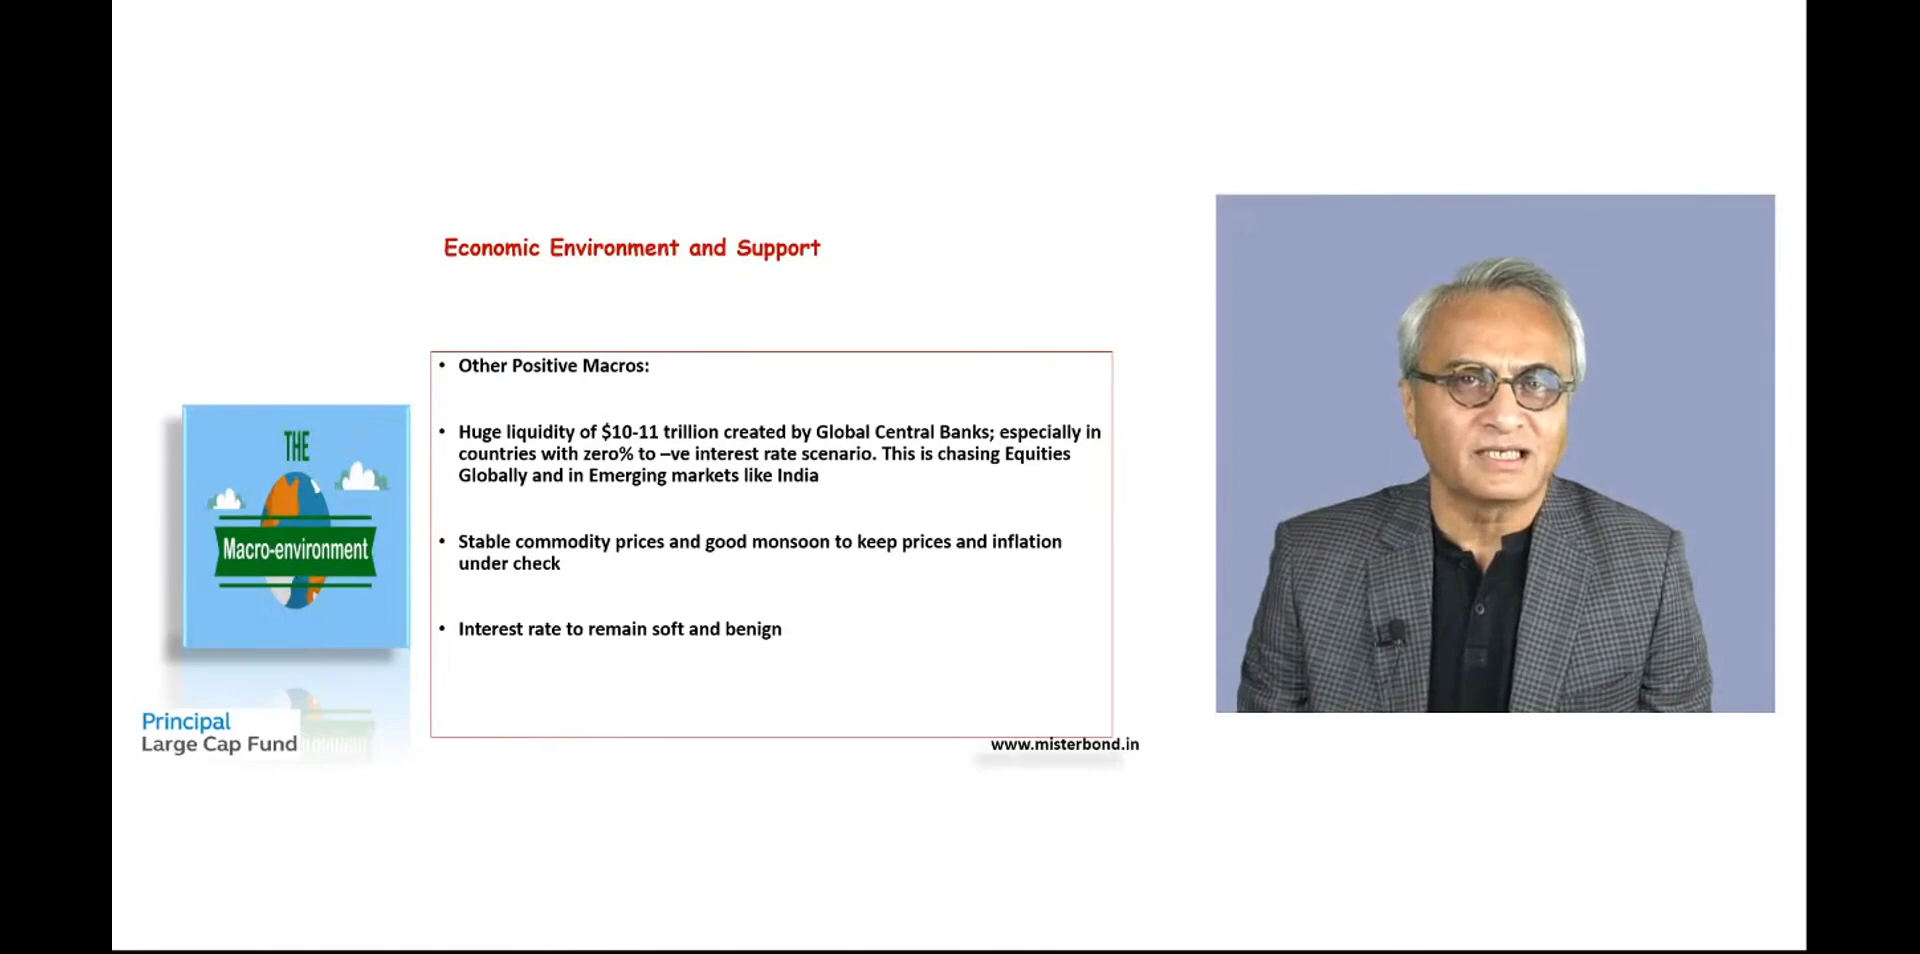 Economic Environment and Support
• Other Positive Macros:
• Huge liquidity of $10-11 trillion created by Global Central Banks; especially in
countries with zero% to –ve interest rate scenario. This is chasing Equities
Globally and in Emerging markets like India
• Stable commodity prices and good monsoon to keep prices and inflation
under check
• Interest rate to remain soft and benign
THE
Macro-environment
Principal
Large Cap Fund
www.misterbond.in